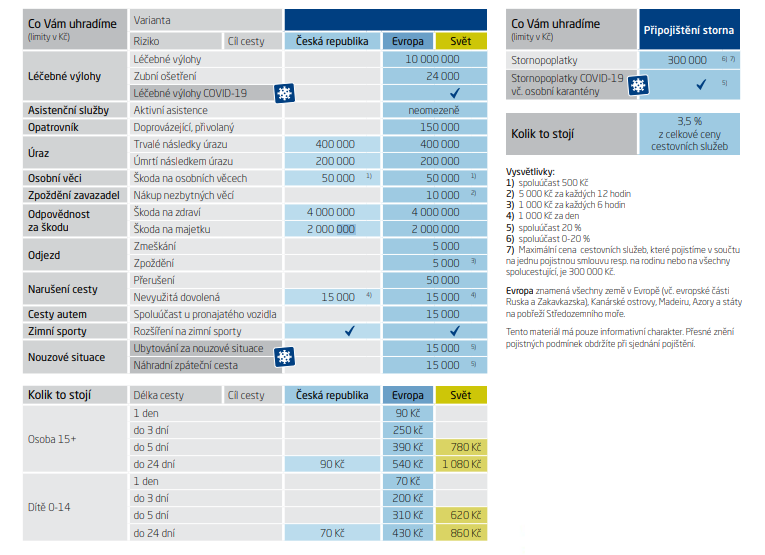 Co Vám uhradíme (limity v Kč) Varianta
Riziko Cíl cesty Česká republika Evropa Svět
Léčebné výlohy Léčebné výlohy 10 000 000
Zubní ošetření 24 000
Léčebné výlohy COVID-19
Asistenční služby Aktivní asistence neomezeně
Opatrovník Doprovázející, přivolaný 150 000
Úraz Trvalé následky úrazu 400 000 400 000
Úmrtí následkem úrazu 200 000 200 000
Osobní věci Škoda na osobních věcech 50 000 1) 50 000 1)
Zpoždění zavazadel Nákup nezbytných věcí 10 000 2)
Odpovědnost za škodu Škoda na zdraví 4 000 000 4 000 000
Škoda na majetku 2 000 000 2 000 000
Odjezd Zmeškání 5 000
Zpoždění 5 000 3)
Narušení cesty Přerušení 50 000
Nevyužitá dovolená 15 000 4) 15 000 4)
Cesty autem Spoluúčast u pronajatého vozidla 15 000
Zimní sporty Rozšíření na zimní sporty
Nouzové situace Ubytování za nouzové situace 15 000 5)
Náhradní zpáteční cesta 15 000 5)
Kolik to stojí Délka cesty Cíl cesty Česká republika Evropa Svět
Osoba 15+ 1 den 90 Kč
do 3 dní 250 kč
do 5 dní 390 Kč 780 Kč
do 24 dní 90 Kč 540 Kč 1 080 Kč
Dítě 0-14 1 den 70 Kč
do 3 dní 200 Kč
do 5 dní 310 Kč 620 Kč
do 24 dní 70 Kč 430 Kč 860 Kč
Co Vám uhradíme
(limity v Kč) Připojištění storna
Stornopoplatky 300 000 6) 7)
Stornopoplatky COVID-19
vč. osobní karantény 5)
Kolik to stojí 3,5 %
z celkové ceny
cestovních služeb
Vysvětlivky:
1) spoluúčast 500 Kč
2) 5 000 Kč za každých 12 hodin
3) 1 000 Kč za každých 6 hodin
4) 1 000 Kč za den
5) spoluúčast 20 %
6) spoluúčast 0-20 %
7) Maximální cena cestovních služeb, které pojistíme v součtu
na jednu pojistnou smlouvu resp. na rodinu nebo na všechny
spolucestující, je 300 000 Kč.
Evropa znamená všechny země v Evropě (vč. evropské části
Ruska a Zakavkazska), Kanárské ostrovy, Madeiru, Azory a státy
na pobřeží Středozemního moře.
Tento materiál má pouze informativní charakter. Přesné znění
pojistných podmínek obdržíte při sjednání pojištění.